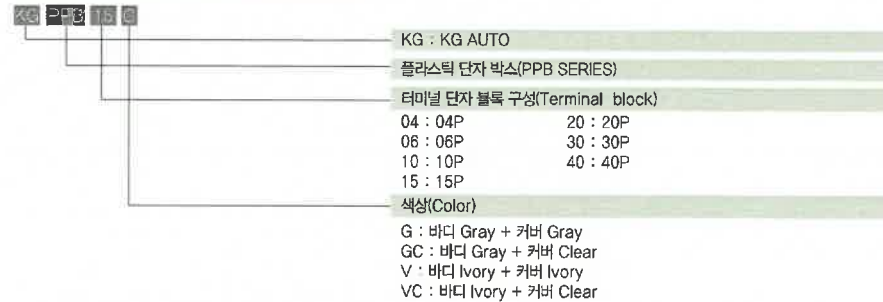 KG PPB 15 G
KG : KG AUTO
플라스틱 단자 박스(PPB SERIES)
터미널 단자 블록 구성(Terminal block)
04 : 04P 20 : 20P
06 : 06P 30 : 30P
10 : 10P 40 : 40P
15 : 15P
색상(Color)
G : 바디 Gray + 커버 Gray
GC : 바디 Gray + 커버 Clear
V : 바디 Ivory + 커버 Ivory
VC : 바디 Ivory + 커버 Clear